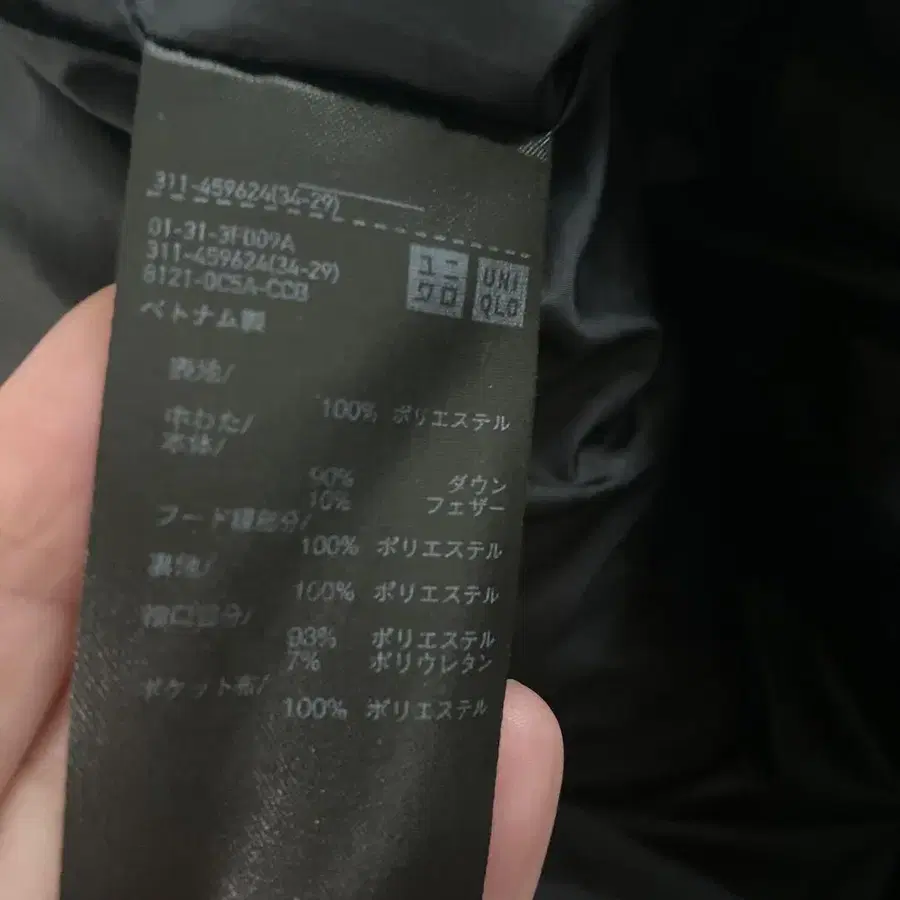 311-459624(34-29)
01-31-3F009A
311-459624(34-29)
8121-0C5A-CCB
ユニクロ
UNIQLO
ベトナム製
表地/
100% ポリエステル
中わた/
本体/
90% ダウン
10% フェザー
フード部分/
100% ポリエステル
裏地/
100% ポリエステル
袖口部分/
93% ポリエステル
7% ポリウレタン
ポケット布/
100% ポリエステル